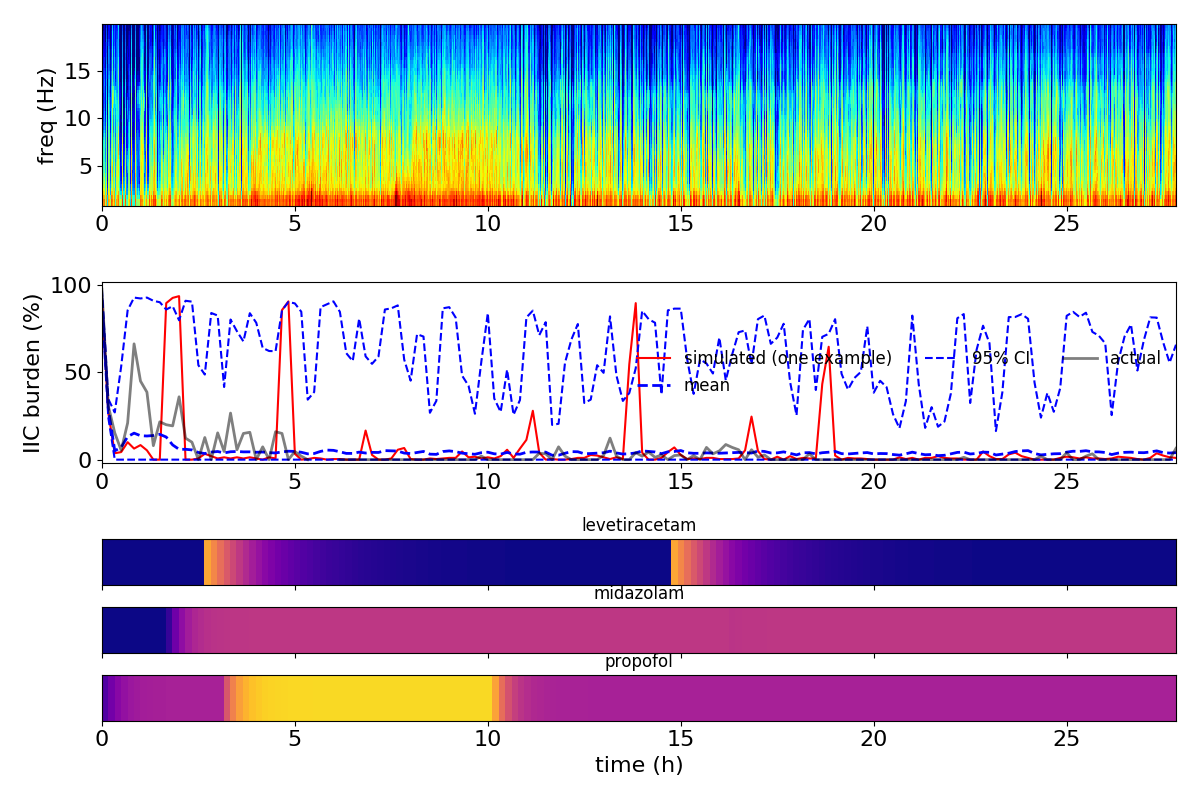 freq (Hz)
15
10
5
0 5 10 15 20 25
IIC burden (%)
100
50
0
simulated (one example) 95% CI actual
mean
0 5 10 15 20 25
levetiracetam
midazolam
propofol
0 5 10 15 20 25
time (h)